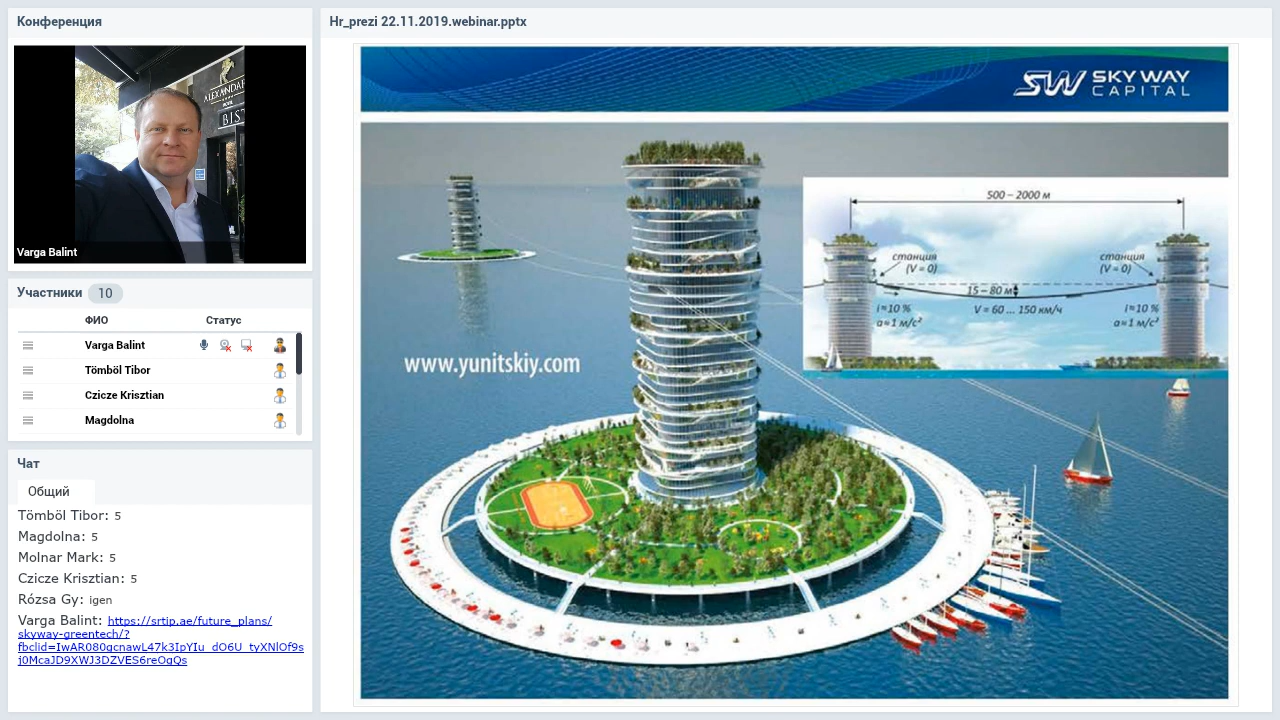 Конференция
ALEXANDAR
BIS
Varga Balint
Участники 10
ФИО Статус
Varga Balint
Tömböl Tibor
Czicze Krisztian
Magdolna
Чат
Общий
Tömböl Tibor: 5
Magdolna: 5
Molnar Mark: 5
Czicze Krisztian: 5
Rózsa Gy: igen
Varga Balint: https://srtip.ae/future_plans/
skyway-greentech/?
fbclid=IwAR080gcnawL47k3IpYIu_dO6U_tyXNlOf9s
j0McaJD9XWJ3DZVES6reOgQs
Hr_prezi 22.11.2019.webinar.pptx
SW SKY WAY
CAPITAL
500 – 2000 м
станция
(V = 0)
станция
(V = 0)
15 – 80 м
i≈10 %
a≈1 м/с²
V = 60 ... 150 км/ч
i≈10 %
a≈1 м/с²
www.yunitskiy.com